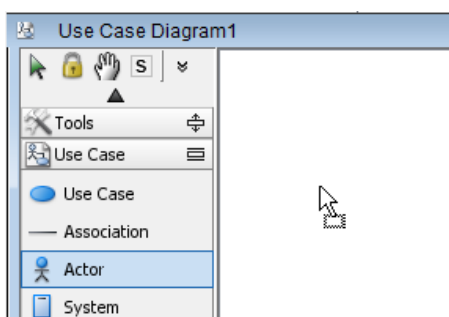 Use Case Diagram1
S
Tools
Use Case
Use Case
Association
Actor
System